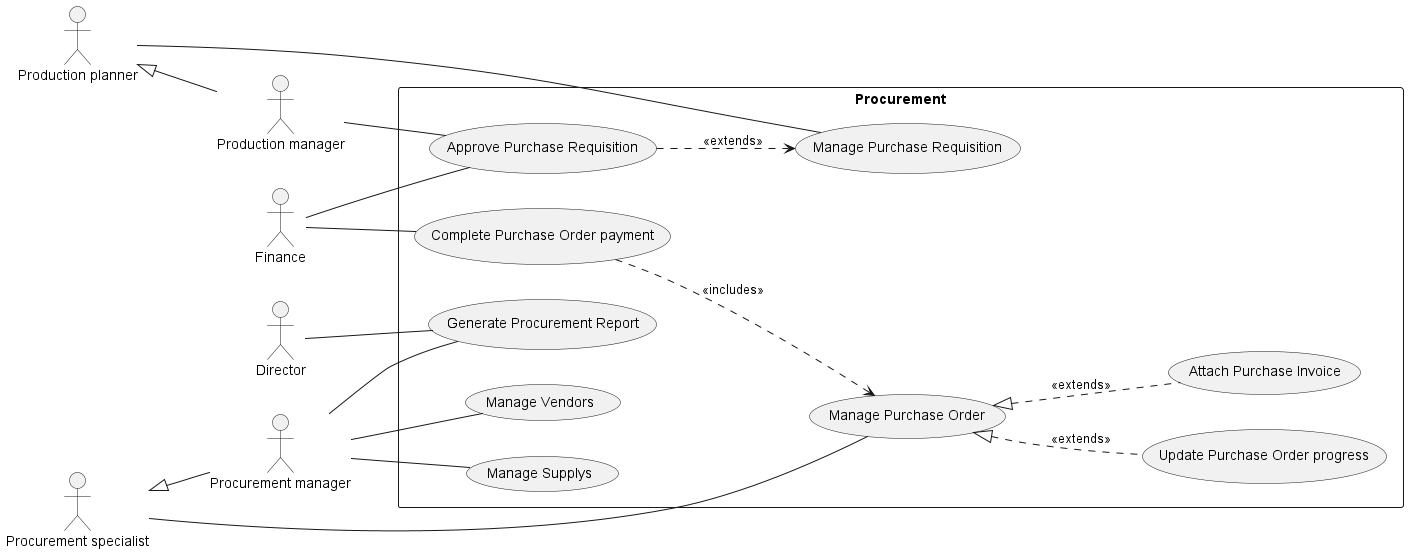 Production planner
Procurement
Production manager
Approve Purchase Requisition
«extends»
Manage Purchase Requisition
Complete Purchase Order payment
Finance
«includes»
Generate Procurement Report
Director
Attach Purchase Invoice
«extends»
Manage Vendors
Manage Purchase Order
«extends»
Update Purchase Order progress
Manage Supplys
Procurement manager
Procurement specialist